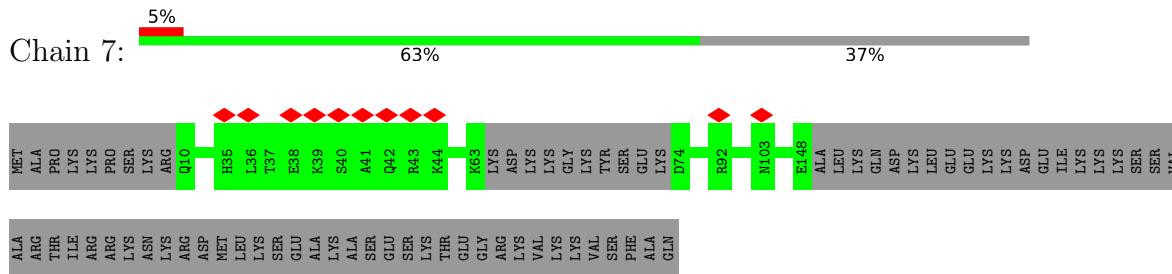 5%
Chain 7:
63% 37%
MET ALA PRO LYS LYS PRO SER LYS ARG Q10 H35 L36 T37 E38 K39 S40 A41 Q42 R43 K44 K63 LYS ASP LYS LYS GLY LYS TYR SER GLU LYS D74 R92 N103 E148 ALA LEU LYS GLN ASP LYS LEU GLU GLU LYS LYS ASP GLU ILE LYS LYS LYS SER SER VAL
ALA ARG THR ILE ARG ARG LYS ASN LYS ARG ASP MET LEU LYS SER GLU ALA LYS ALA SER GLU SER LYS THR GLU GLY ARG LYS VAL LYS LYS VAL SER PHE ALA GLN